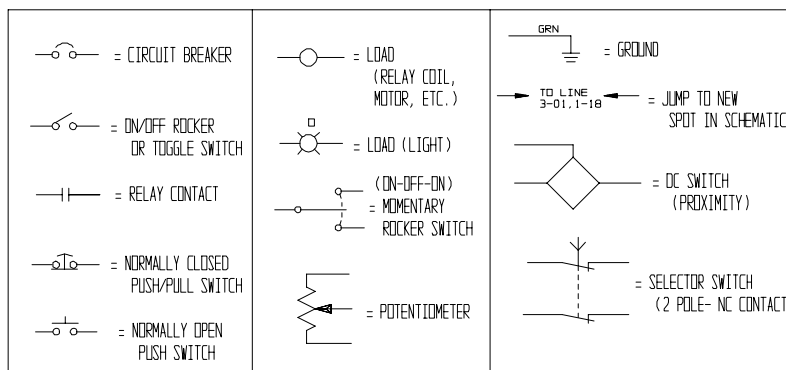 = CIRCUIT BREAKER
= ON/OFF ROCKER
OR TOGGLE SWITCH
= RELAY CONTACT
= NORMALLY CLOSED
PUSH/PULL SWITCH
= NORMALLY OPEN
PUSH SWITCH
= LOAD
(RELAY COIL,
MOTOR, ETC.)
= LOAD (LIGHT)
(ON-OFF-ON)
= MOMENTARY
ROCKER SWITCH
= POTENTIOMETER
GRN
= GROUND
TO LINE
3-01,1-18
= JUMP TO NEW
SPOT IN SCHEMATIC
= DC SWITCH
(PROXIMITY)
= SELECTOR SWITCH
(2 POLE- NC CONTACT